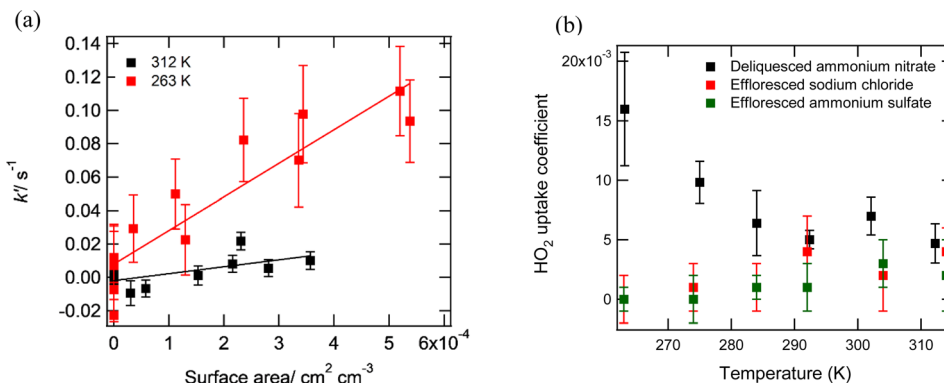 (a)
0.14
0.12
0.10
0.08
0.06
0.04
0.02
0.00
-0.02
k'/ s⁻¹
312 K
263 K
0 1 2 3 4 5 6x10⁻⁴
Surface area/ cm² cm⁻³
(b)
20x10⁻³
15
10
5
0
HO₂ uptake coefficient
Deliquesced ammonium nitrate
Effloresced sodium chloride
Effloresced ammonium sulfate
270 280 290 300 310
Temperature (K)